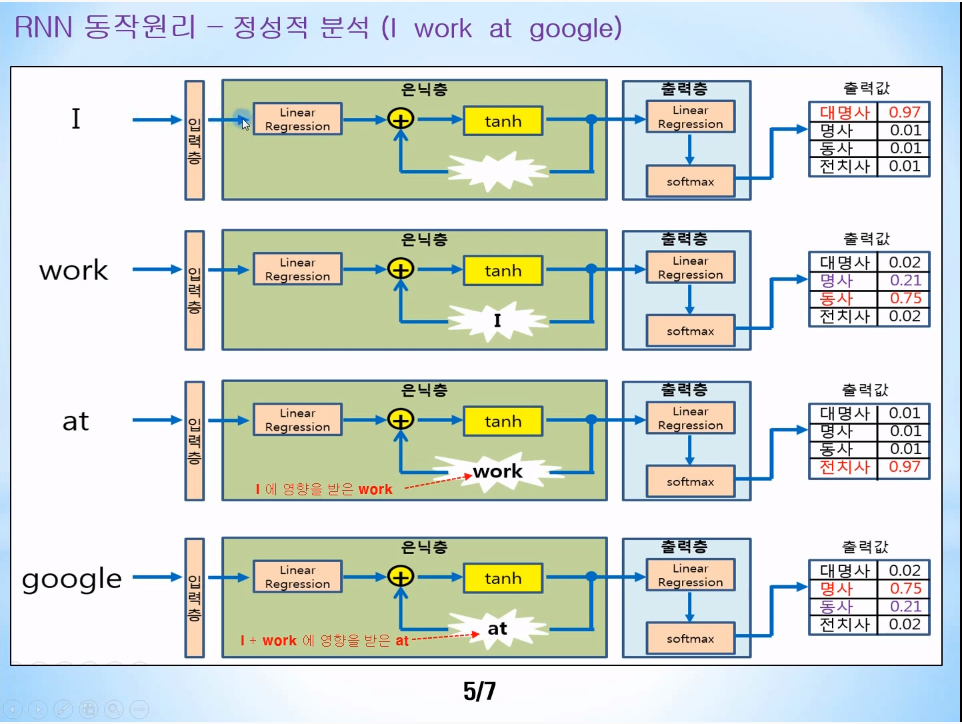 RNN 동작원리 – 정성적 분석 (I work at google)
은닉층
출력층
출력값
I
입력층
Linear
Regression
+
tanh
Linear
Regression
softmax
대명사 0.97
명사 0.01
동사 0.01
전치사 0.01
은닉층
출력층
출력값
work
입력층
Linear
Regression
+
tanh
I
Linear
Regression
softmax
대명사 0.02
명사 0.21
동사 0.75
전치사 0.02
은닉층
출력층
출력값
at
입력층
Linear
Regression
+
tanh
work
I 에 영향을 받은 work
Linear
Regression
softmax
대명사 0.01
명사 0.01
동사 0.01
전치사 0.97
은닉층
출력층
출력값
google
입력층
Linear
Regression
+
tanh
at
I + work 에 영향을 받은 at
Linear
Regression
softmax
대명사 0.02
명사 0.75
동사 0.21
전치사 0.02
5/7